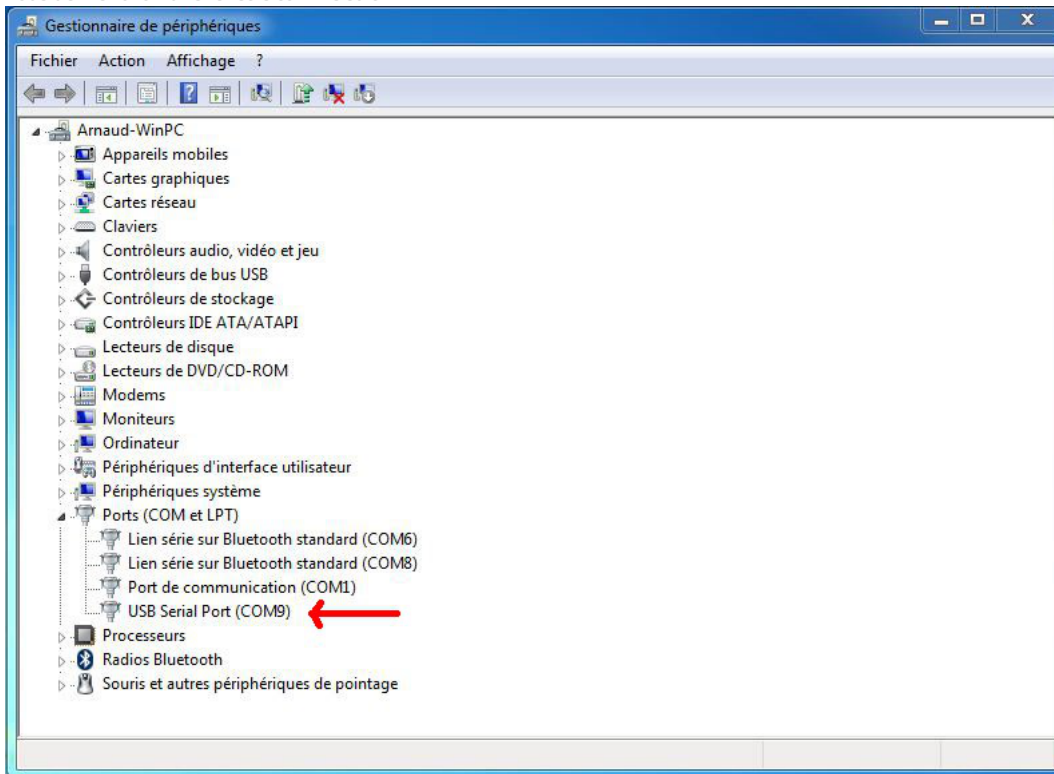 Gestionnaire de périphériques
Fichier Action Affichage ?
Arnaud-WinPC
Appareils mobiles
Cartes graphiques
Cartes réseau
Claviers
Contrôleurs audio, vidéo et jeu
Contrôleurs de bus USB
Contrôleurs de stockage
Contrôleurs IDE ATA/ATAPI
Lecteurs de disque
Lecteurs de DVD/CD-ROM
Modems
Moniteurs
Ordinateur
Périphériques d'interface utilisateur
Périphériques système
Ports (COM et LPT)
Lien série sur Bluetooth standard (COM6)
Lien série sur Bluetooth standard (COM8)
Port de communication (COM1)
USB Serial Port (COM9)
Processeurs
Radios Bluetooth
Souris et autres périphériques de pointage